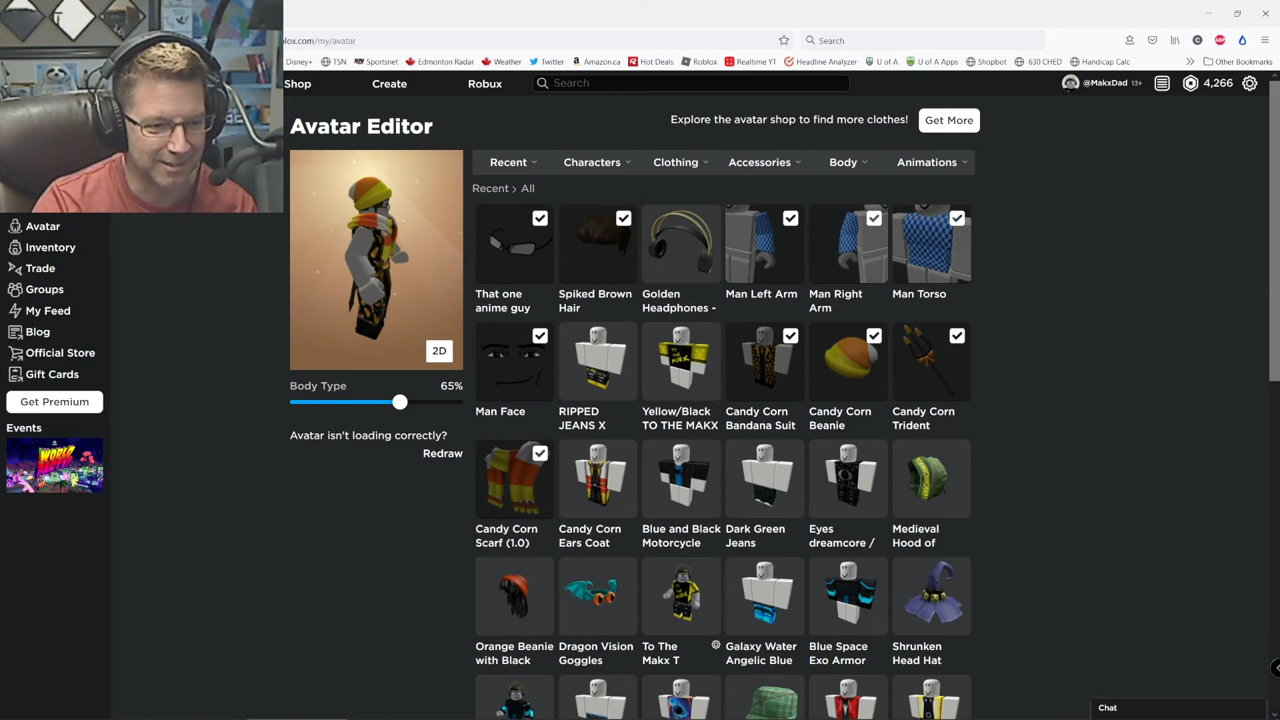 lox.com/my/avatar
Search
Disney+ TSN Sportsnet Edmonton Radar Weather Twitter Amazon.ca Hot Deals Roblox Realtime YT Headline Analyzer U of A U of A Apps Shopbot 630 CHED Handicap Calc Other Bookmarks
Shop Create Robux Search @MakxDad 13+ 4,266
Avatar Editor
Explore the avatar shop to find more clothes! Get More
Recent Characters Clothing Accessories Body Animations
Recent > All
Avatar
Inventory
Trade
Groups
My Feed
Blog
Official Store
Gift Cards
Get Premium
Events
WORLD
2D
Body Type 65%
Avatar isn't loading correctly?
Redraw
That one anime guy
Spiked Brown Hair
Golden Headphones -
Man Left Arm
Man Right Arm
Man Torso
Man Face
RIPPED JEANS X
Yellow/Black TO THE MAKX
Candy Corn Bandana Suit
Candy Corn Beanie
Candy Corn Trident
Candy Corn Scarf (1.0)
Candy Corn Ears Coat
Blue and Black Motorcycle
Dark Green Jeans
Eyes dreamcore /
Medieval Hood of
Orange Beanie with Black
Dragon Vision Goggles
To The Makx T
Galaxy Water Angelic Blue
Blue Space Exo Armor
Shrunken Head Hat
Chat